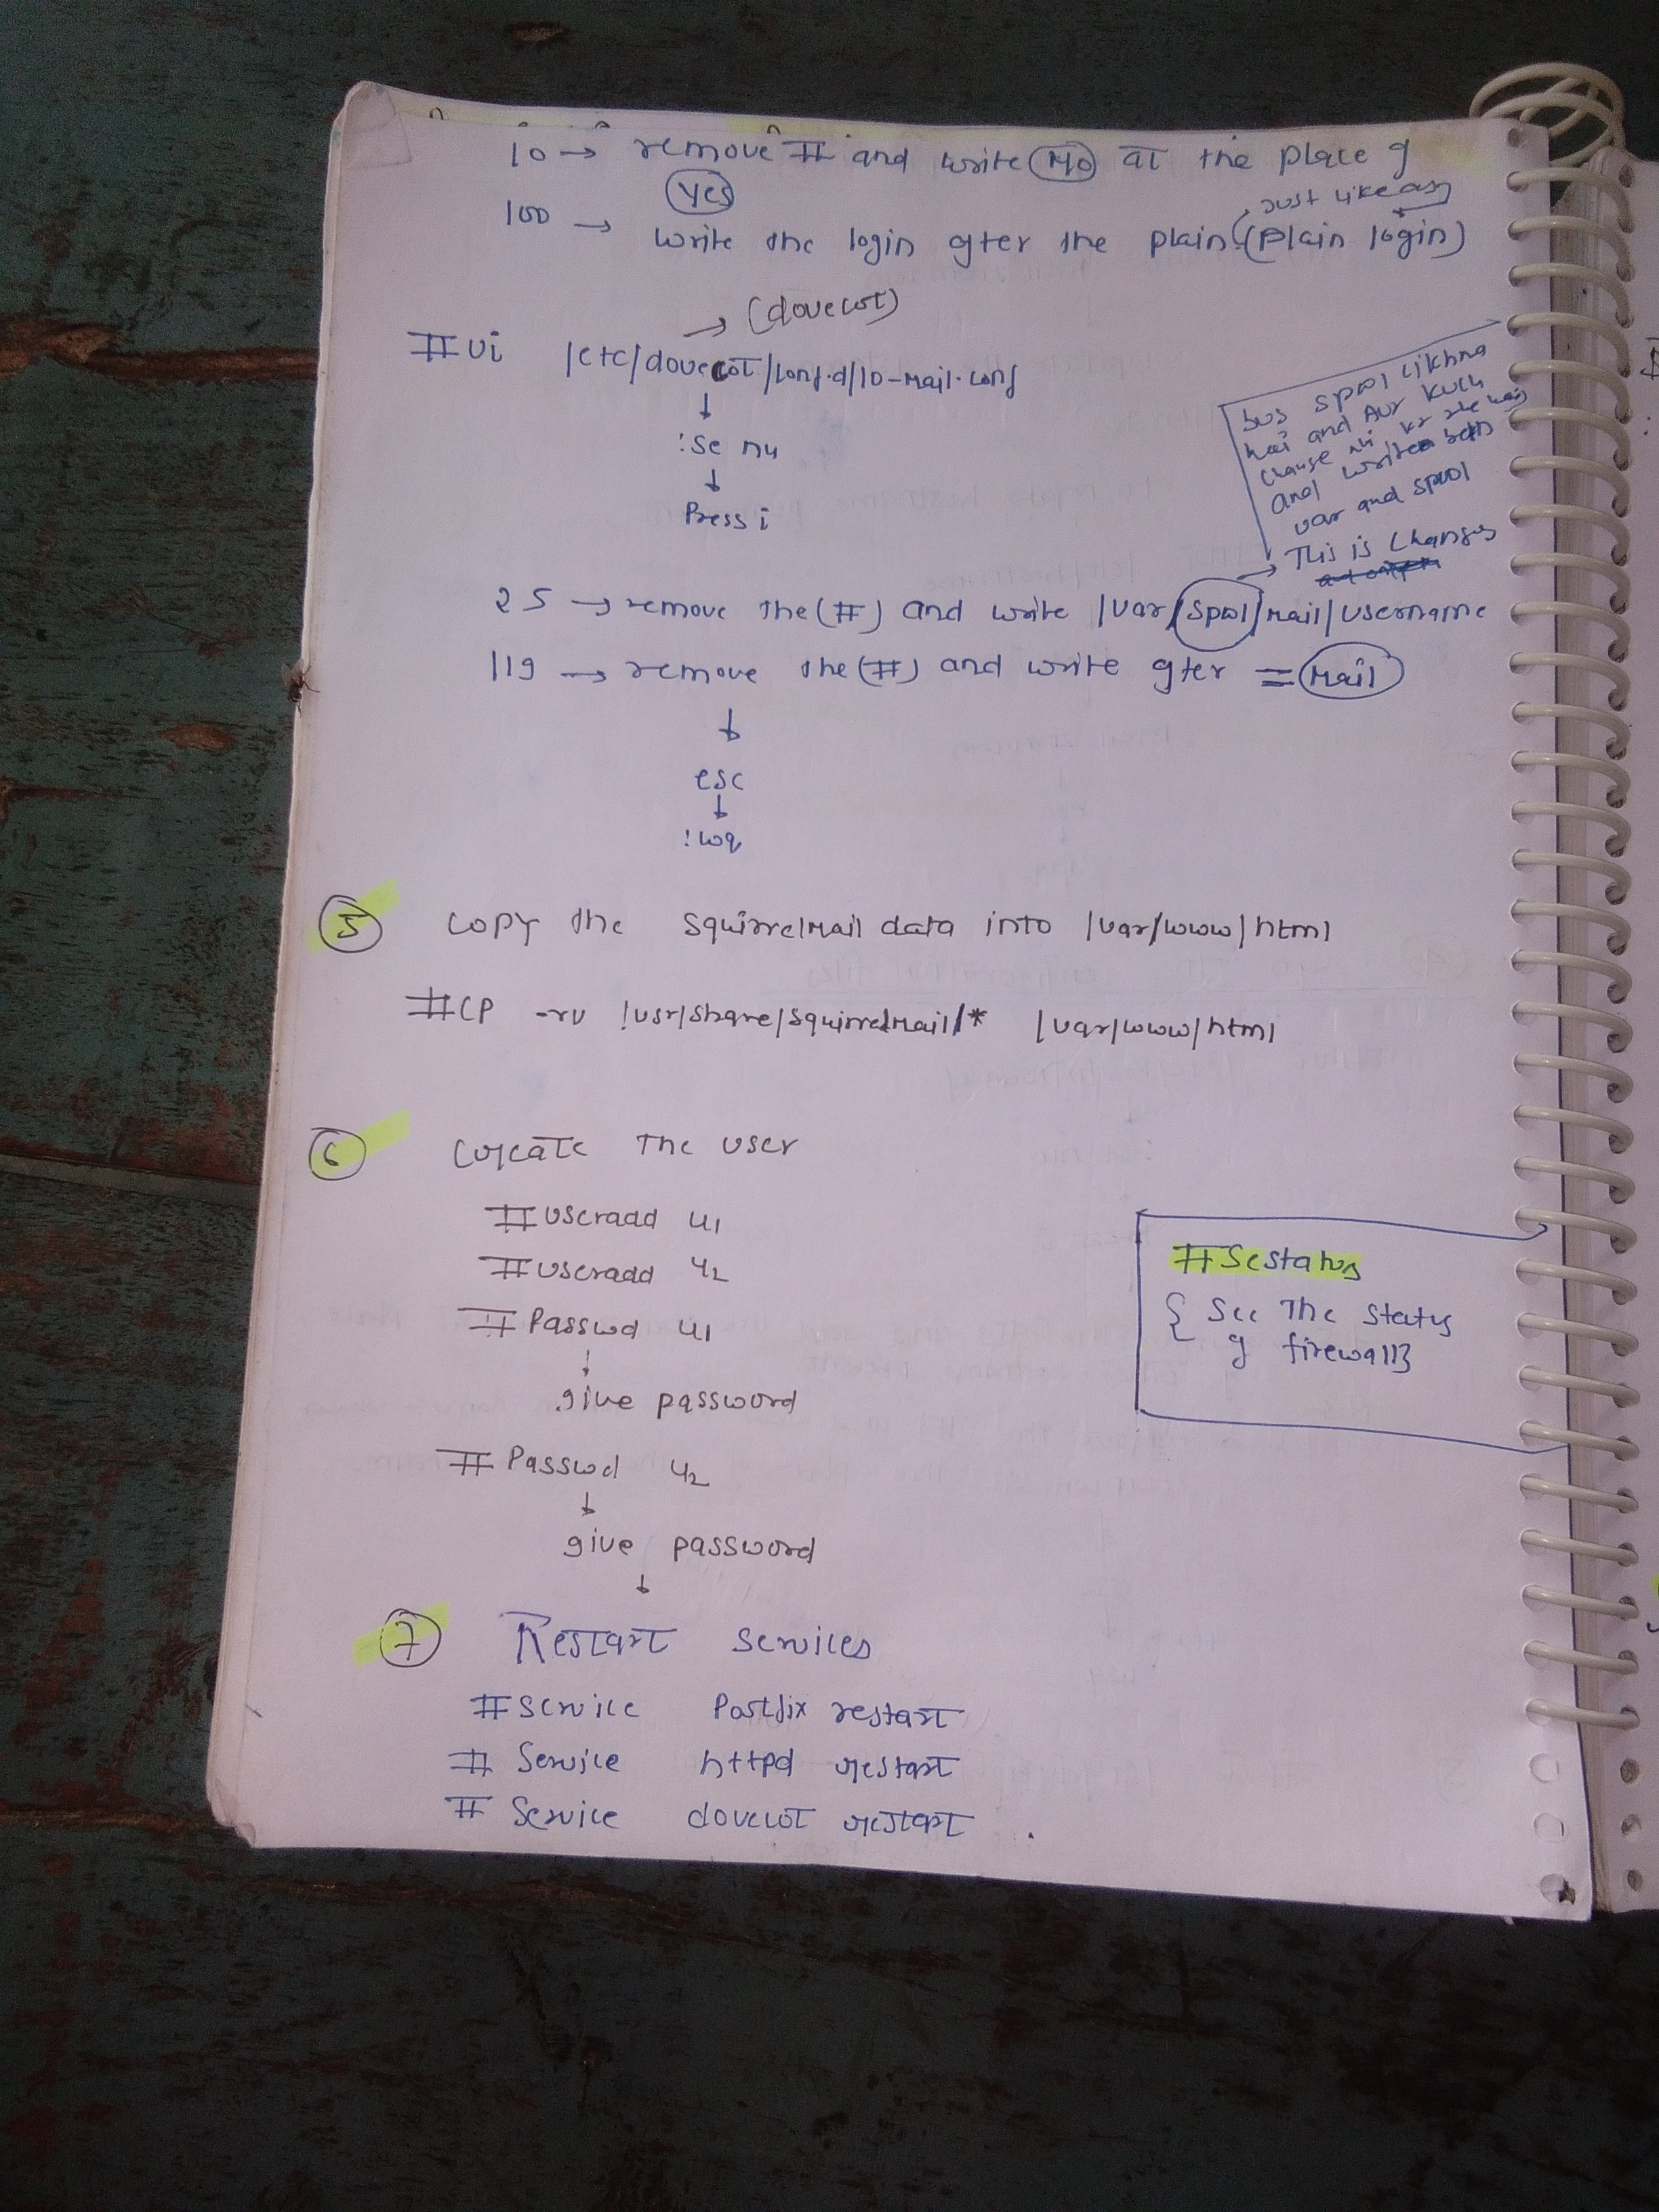 10 → remove # and write (No) at the place of
(Yes)
Just like as
100 → write the login after the plain (Plain login)
→ (dovecot)
#vi /etc/dovecot/conf.d/10-mail.conf
↓
:se nu
↓
Press i
bus spool likhna
hai and Aur kuch
change nhi kr rhe hai
and write
var and spool
→ This is changes
25 → remove the (#) and write /var/spool/mail/username
119 → remove the (#) and write after = (Mail)
↓
esc
↓
:wq
(5) Copy the SquirrelMail data into /var/www/html
#CP -rv /usr/share/SquirrelMail/* /var/www/html
(6) Create The user
#useradd u1
#useradd u2
#Passwd u1
↓
give password
# Passwd u2
↓
give password
↓
#Sestatus
{ See The Status
of firewall}
(7) Restart Services
#Service Postfix restart
# Service httpd restart
# Service dovecot restart.